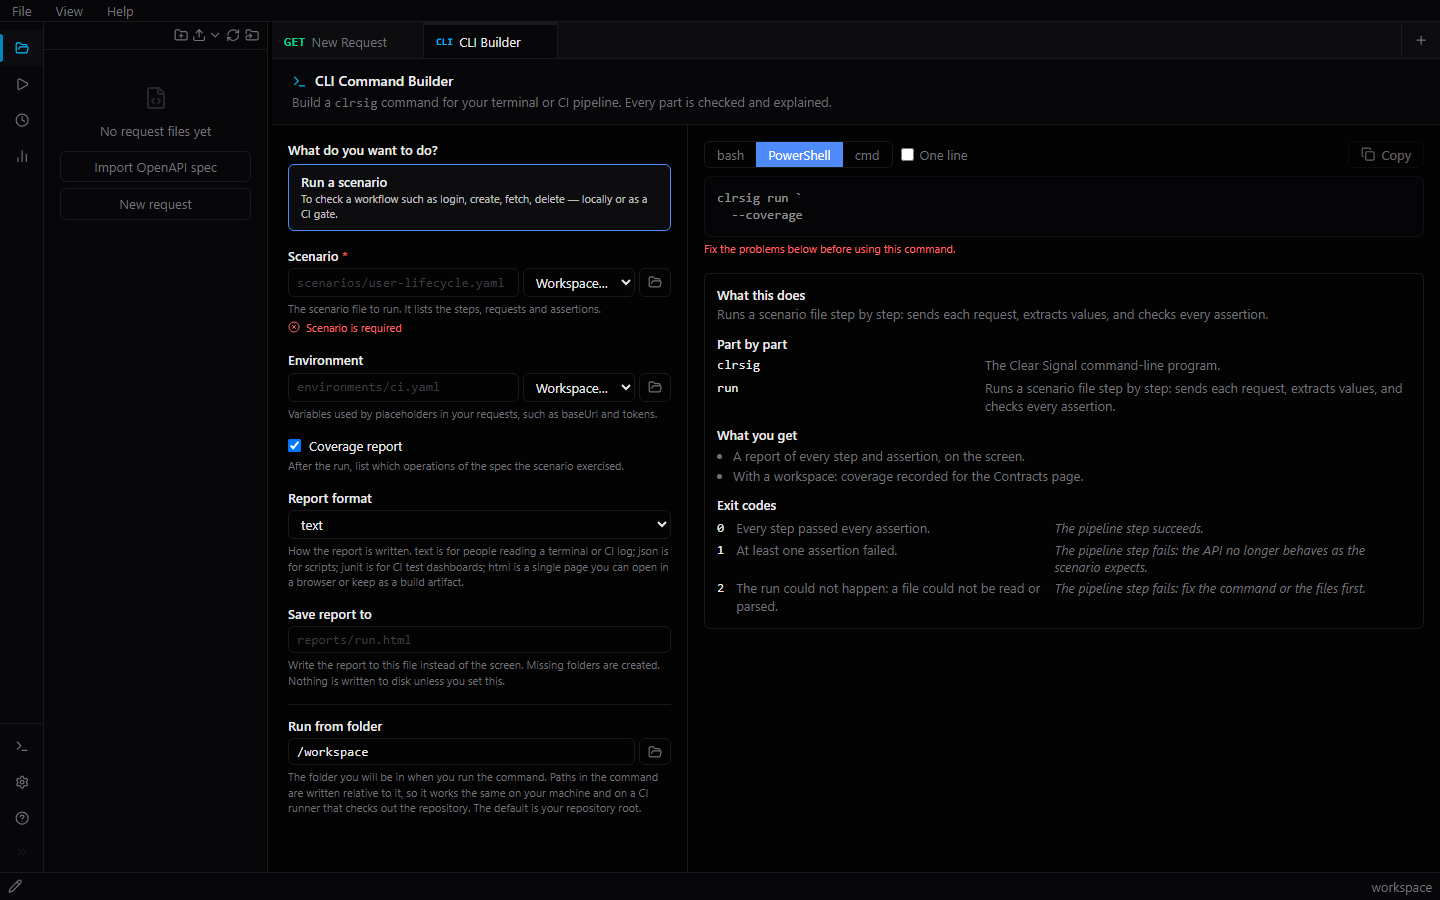 File View Help
GET New Request
CLI CLI Builder
CLI Command Builder
Build a clrsig command for your terminal or CI pipeline. Every part is checked and explained.
No request files yet
Import OpenAPI spec
New request
What do you want to do?
Run a scenario
To check a workflow such as login, create, fetch, delete — locally or as a
CI gate.
Scenario *
scenarios/user-lifecycle.yaml
Workspace...
The scenario file to run. It lists the steps, requests and assertions.
Scenario is required
Environment
environments/ci.yaml
Workspace...
Variables used by placeholders in your requests, such as baseUrl and tokens.
Coverage report
After the run, list which operations of the spec the scenario exercised.
Report format
text
How the report is written. text is for people reading a terminal or CI log; json is
for scripts; junit is for CI test dashboards; html is a single page you can open in
a browser or keep as a build artifact.
Save report to
reports/run.html
Write the report to this file instead of the screen. Missing folders are created.
Nothing is written to disk unless you set this.
Run from folder
/workspace
The folder you will be in when you run the command. Paths in the command
are written relative to it, so it works the same on your machine and on a CI
runner that checks out the repository. The default is your repository root.
bash PowerShell cmd One line
Copy
clrsig run `
--coverage
Fix the problems below before using this command.
What this does
Runs a scenario file step by step: sends each request, extracts values, and checks every assertion.
Part by part
clrsig The Clear Signal command-line program.
run Runs a scenario file step by step: sends each request, extracts values, and
checks every assertion.
What you get
• A report of every step and assertion, on the screen.
• With a workspace: coverage recorded for the Contracts page.
Exit codes
0 Every step passed every assertion. The pipeline step succeeds.
1 At least one assertion failed. The pipeline step fails: the API no longer behaves as the
scenario expects.
2 The run could not happen: a file could not be read or The pipeline step fails: fix the command or the files first.
parsed.
workspace